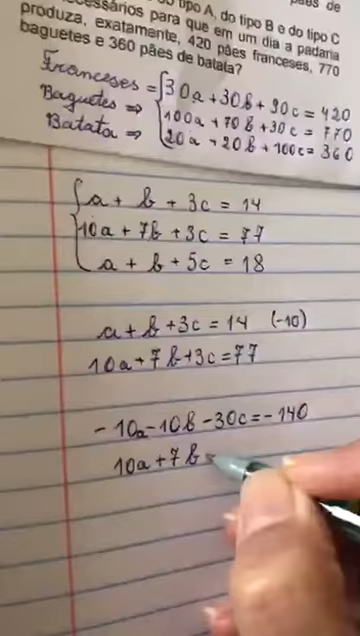 do tipo A, do tipo B e do tipo C
necessários para que em um dia a padaria
produza, exatamente, 420 pães franceses, 770
baguetes e 360 pães de batata?
Franceses = 30a + 30b + 90c = 420
Baguetes ⇒ 100a + 70b + 30c = 770
Batata ⇒ 20a + 20b + 100c = 360
a + b + 3c = 14
10a + 7b + 3c = 77
a + b + 5c = 18
a + b + 3c = 14 (-10)
10a + 7b + 3c = 77
- 10a - 10b - 30c = - 140
10a + 7b